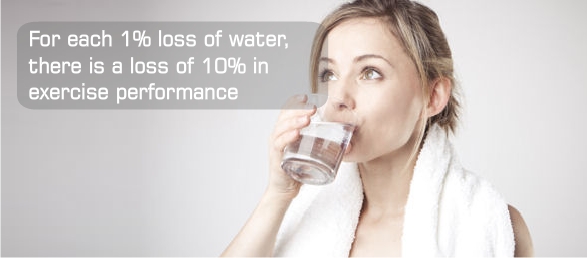 For each 1% loss of water,
there is a loss of 10% in
exercise performance